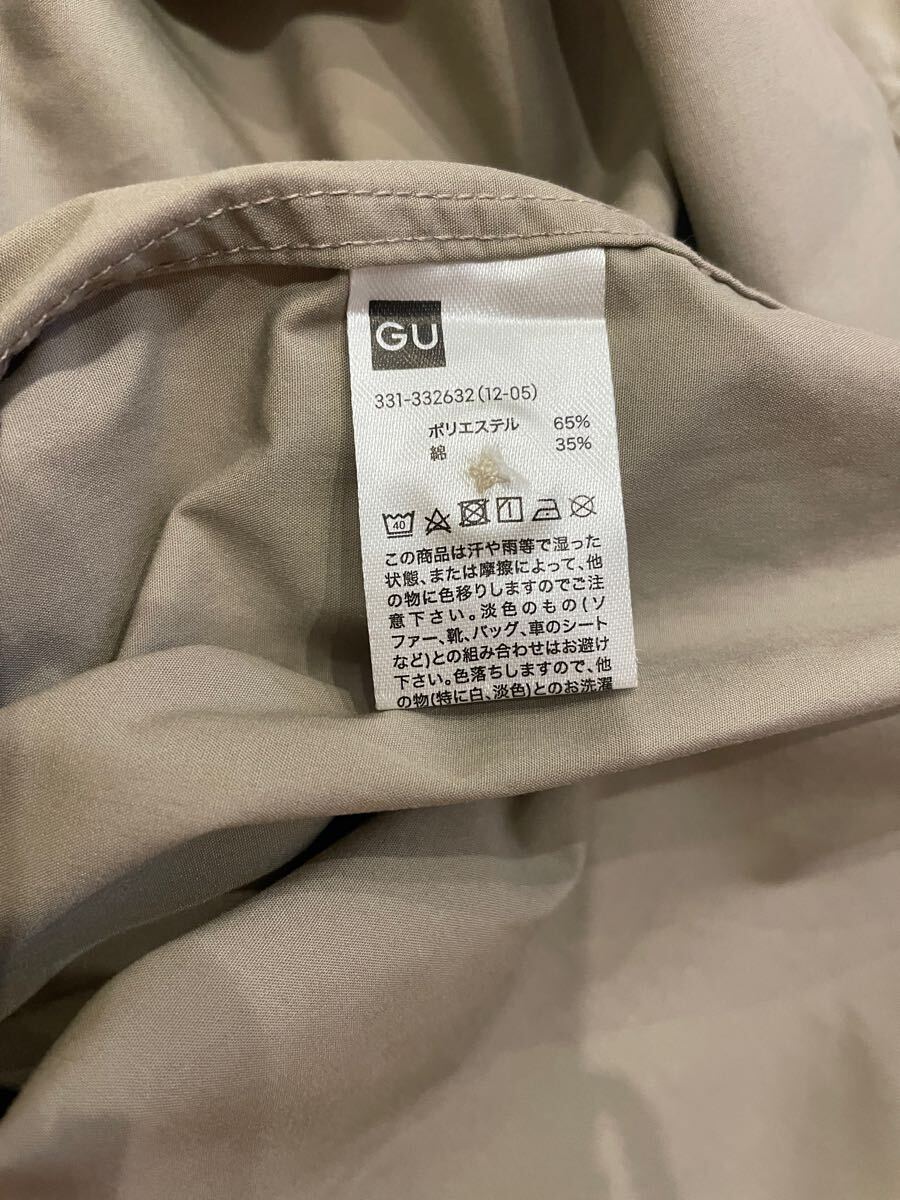 GU
331-332632(12-05)
ポリエステル 65%
綿 35%
40
この商品は汗や雨等で湿った
状態、または摩擦によって、他
の物に色移りしますのでご注
意下さい。淡色のもの(ソ
ファー、靴、バッグ、車のシート
など)との組み合わせはお避け
下さい。色落ちしますので、他
の物(特に白、淡色)とのお洗濯